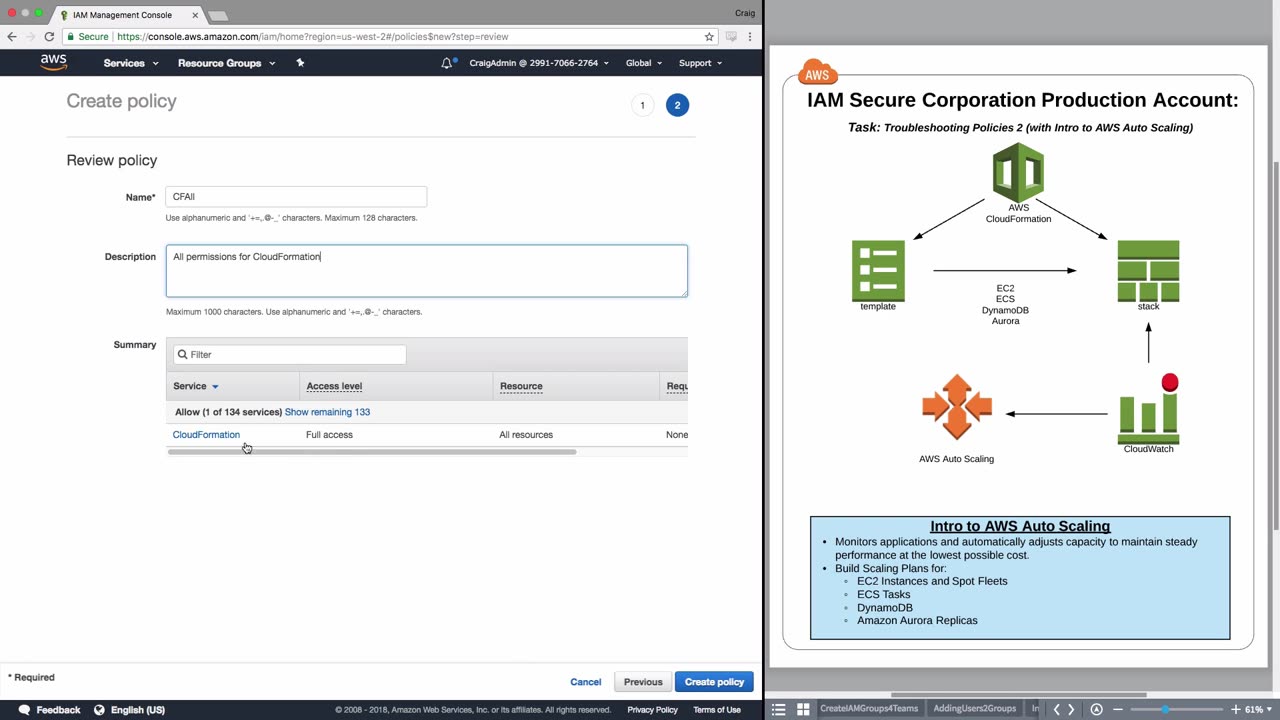 IAM Management Console
Craig
Secure
https://console.aws.amazon.com/iam/home?region=us-west-2#/policies$new?step=review
aws
Services
Resource Groups
CraigAdmin @ 2991-7066-2764
Global
Support
Create policy
1
2
Review policy
Name*
CFAll
Use alphanumeric and '+=,.@-_' characters. Maximum 128 characters.
Description
All permissions for CloudFormation
Maximum 1000 characters. Use alphanumeric and '+=,.@-_' characters.
Summary
Filter
Service
Access level
Resource
Requ
Allow (1 of 134 services) Show remaining 133
CloudFormation
Full access
All resources
None
* Required
Cancel
Previous
Create policy
Feedback
English (US)
© 2008 - 2018, Amazon Web Services, Inc. or its affiliates. All rights reserved.
Privacy Policy
Terms of Use
AWS
IAM Secure Corporation Production Account:
Task: Troubleshooting Policies 2 (with Intro to AWS Auto Scaling)
AWS
CloudFormation
template
EC2
ECS
DynamoDB
Aurora
stack
AWS Auto Scaling
CloudWatch
Intro to AWS Auto Scaling
• Monitors applications and automatically adjusts capacity to maintain steady
performance at the lowest possible cost.
• Build Scaling Plans for:
◦ EC2 Instances and Spot Fleets
◦ ECS Tasks
◦ DynamoDB
◦ Amazon Aurora Replicas
CreateIAMGroups4Teams
AddingUsers2Groups
61%